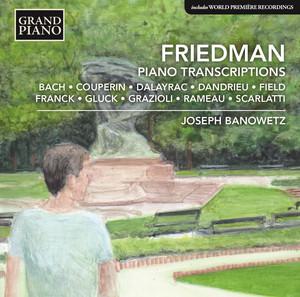 GRAND
PIANO
includes WORLD PREMIÈRE RECORDINGS
FRIEDMAN
PIANO TRANSCRIPTIONS
BACH • COUPERIN • DALAYRAC • DANDRIEU • FIELD
FRANCK • GLUCK • GRAZIOLI • RAMEAU • SCARLATTI
JOSEPH BANOWETZ